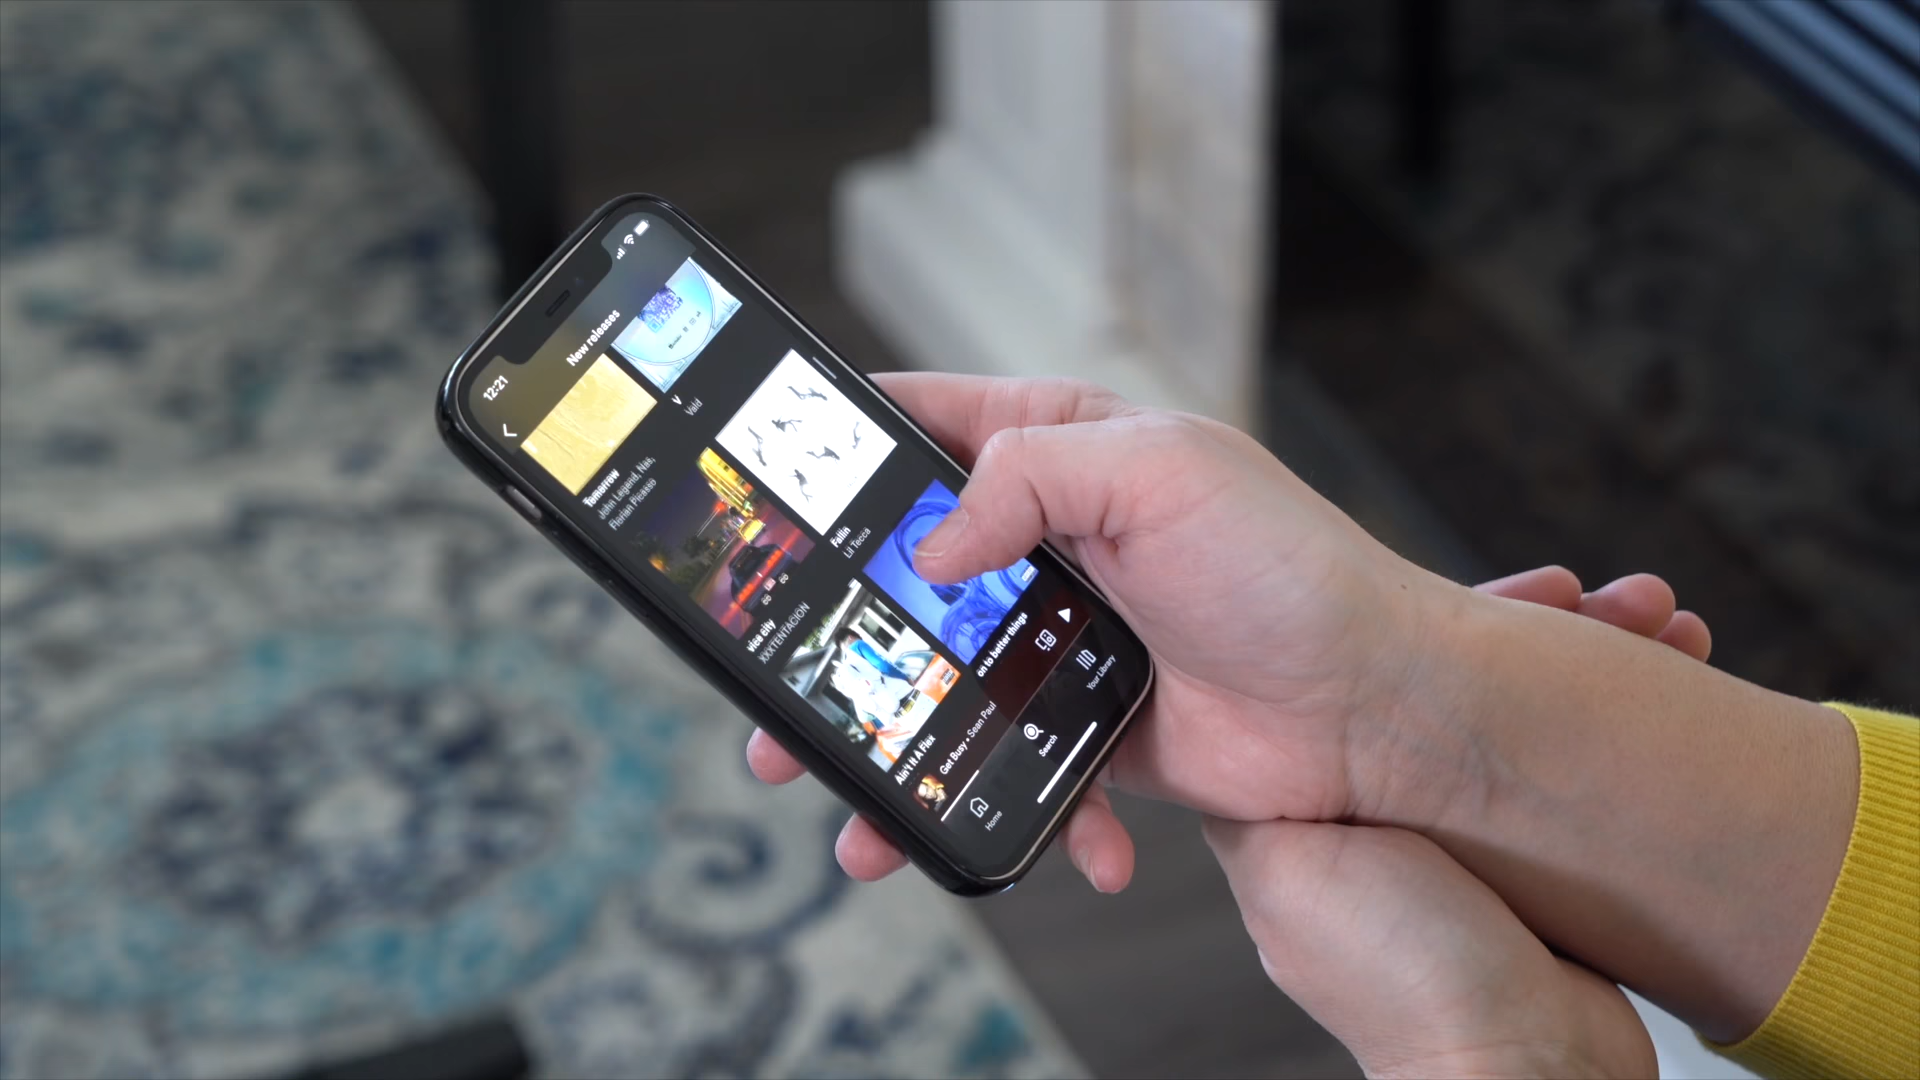 12:21
New releases
V
Vald
Tomorrow
John Legend, Nas,
Florian Picasso
Fallin
Lil Tecca
vice city
XXXTENTACION
on to better things
Ain't It A Flex
Get Busy • Sean Paul
Home
Search
Your Library